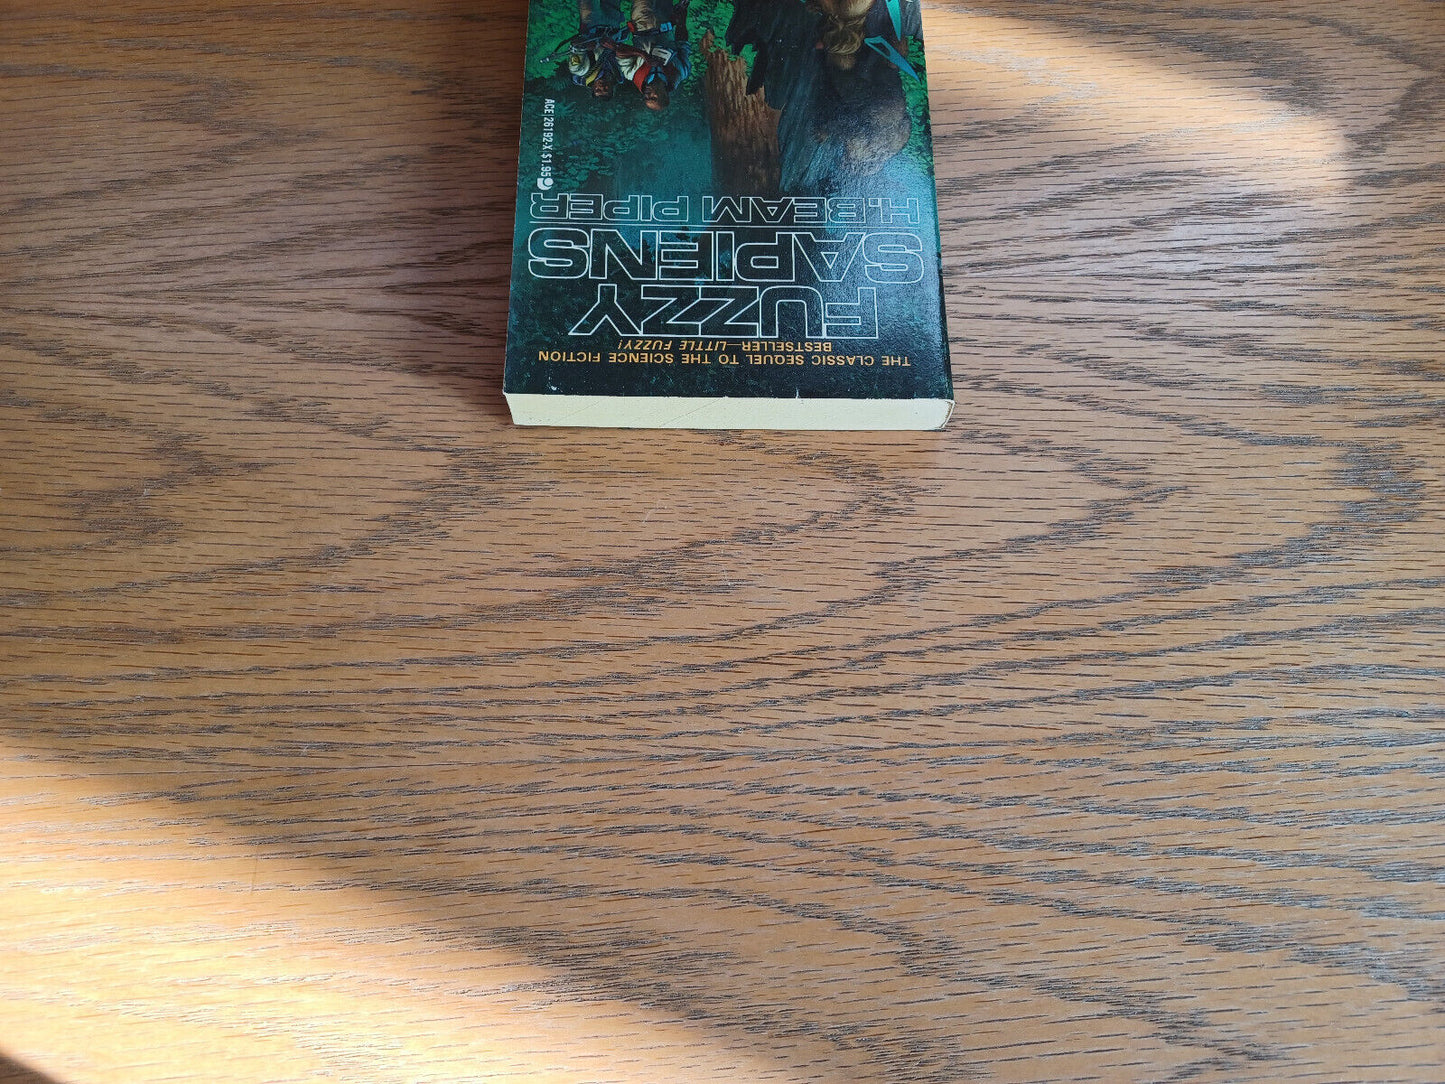 THE CLASSIC SEQUEL TO THE SCIENCE FICTION
BESTSELLER—LITTLE FUZZY!
FUZZY
SAPIENS
H. BEAM PIPER
ACE 26192-X $1.95